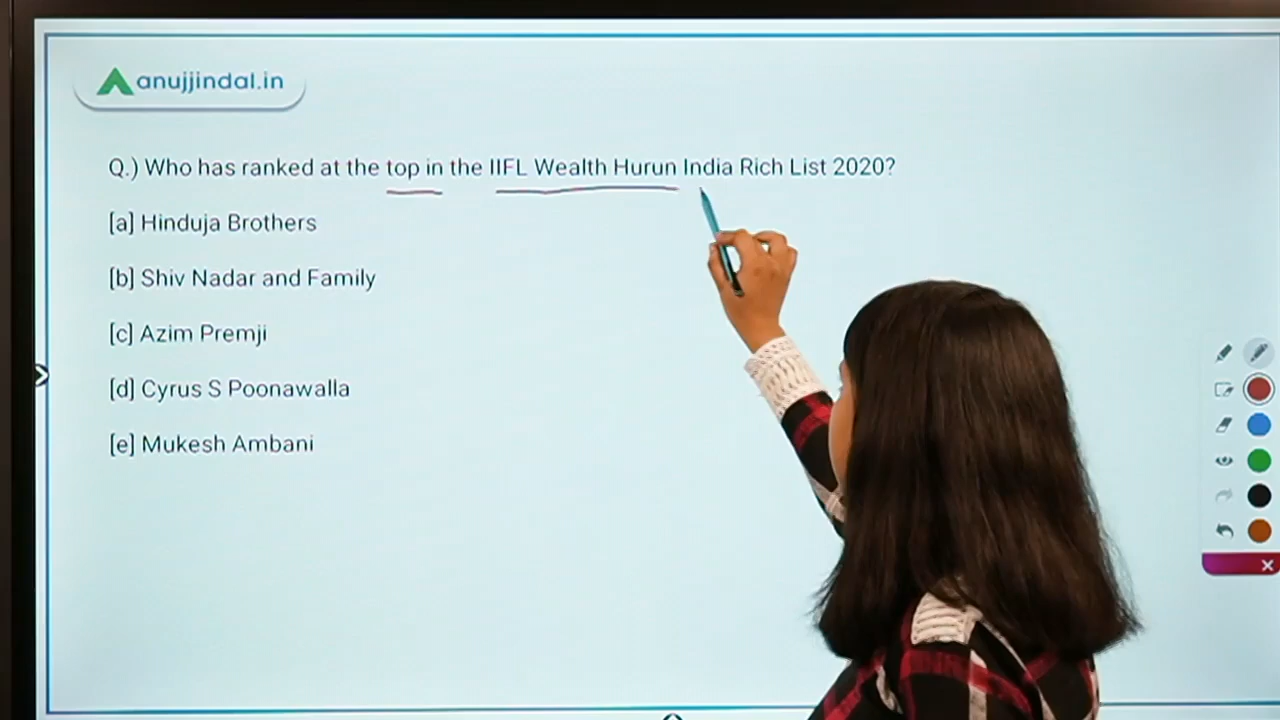 anujjindal.in
Q.) Who has ranked at the top in the IIFL Wealth Hurun India Rich List 2020?
[a] Hinduja Brothers
[b] Shiv Nadar and Family
[c] Azim Premji
[d] Cyrus S Poonawalla
[e] Mukesh Ambani